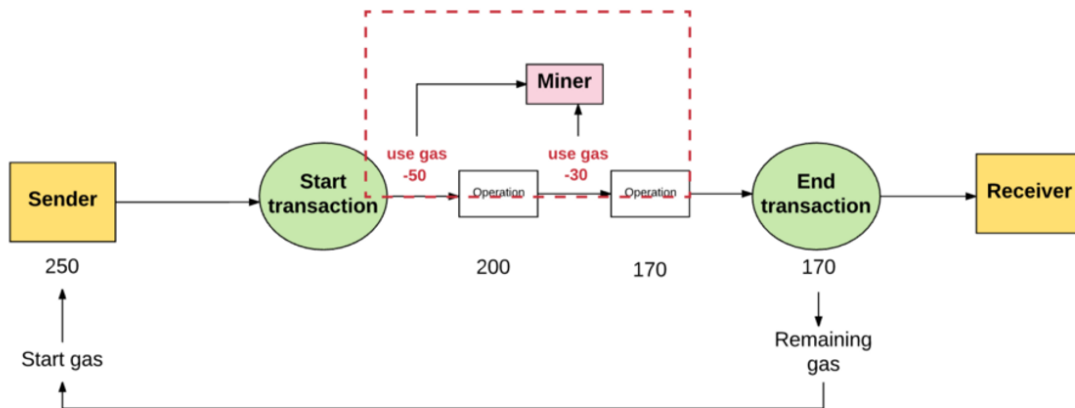 Miner
use gas
-50
use gas
-30
Sender
Start
transaction
Operation
Operation
End
transaction
Receiver
250
200
170
170
Start gas
Remaining
gas